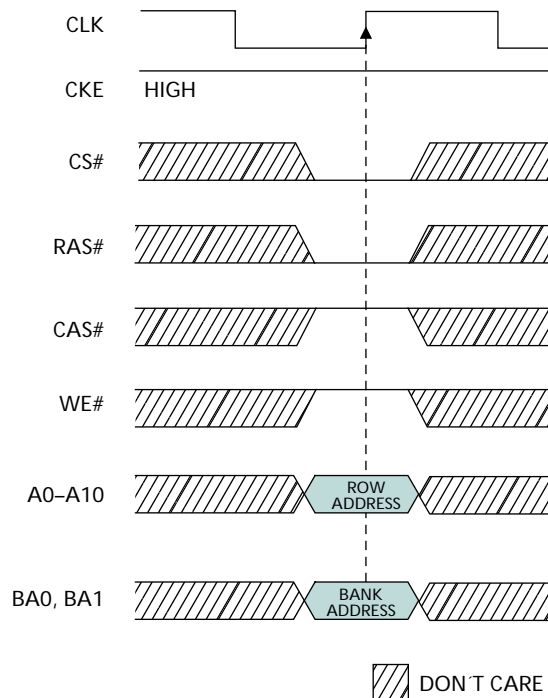 CLK
CKE HIGH
CS#
RAS#
CAS#
WE#
A0–A10
ROW
ADDRESS
BA0, BA1
BANK
ADDRESS
DON´T CARE